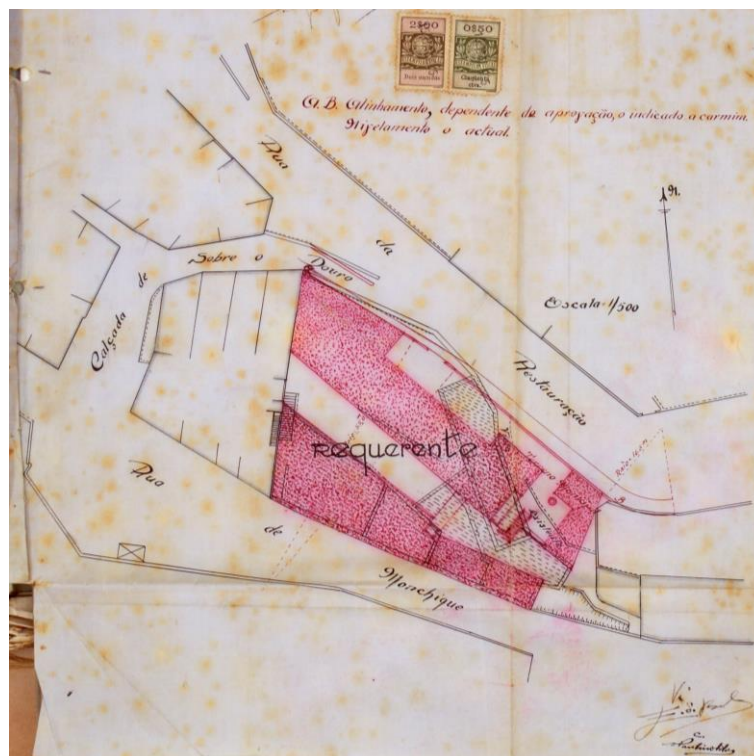 2$00
0$50
A.B. Alinhamento, dependente de aprovação, o indicado a carmim.
Nivelamento o actual.
Rua da Restauração
N.
Calçada de Sobre o Douro
Escala 1/500
Requerente
A
B
Rua de Monchique